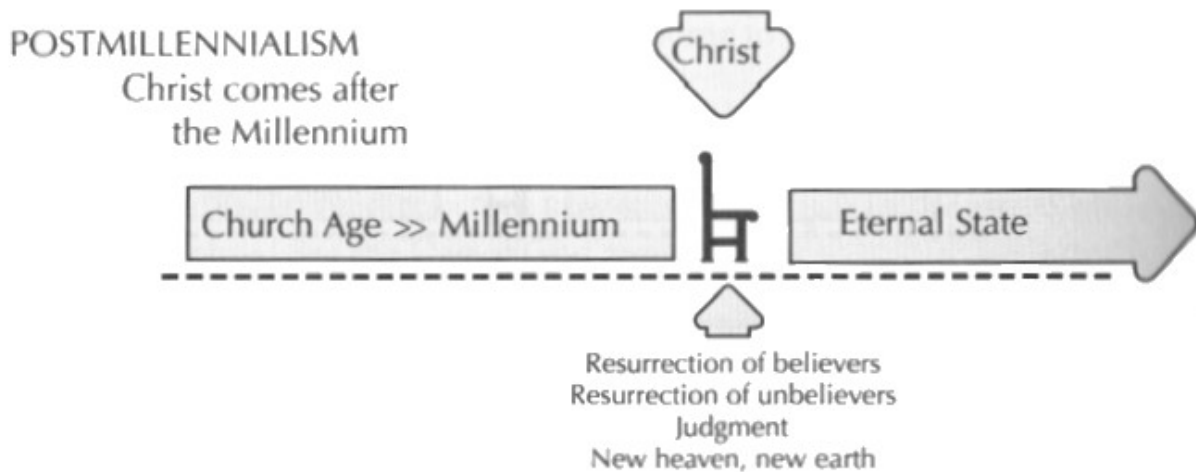 POSTMILLENNIALISM
Christ comes after
the Millennium
Christ
Church Age >> Millennium
Eternal State
Resurrection of believers
Resurrection of unbelievers
Judgment
New heaven, new earth